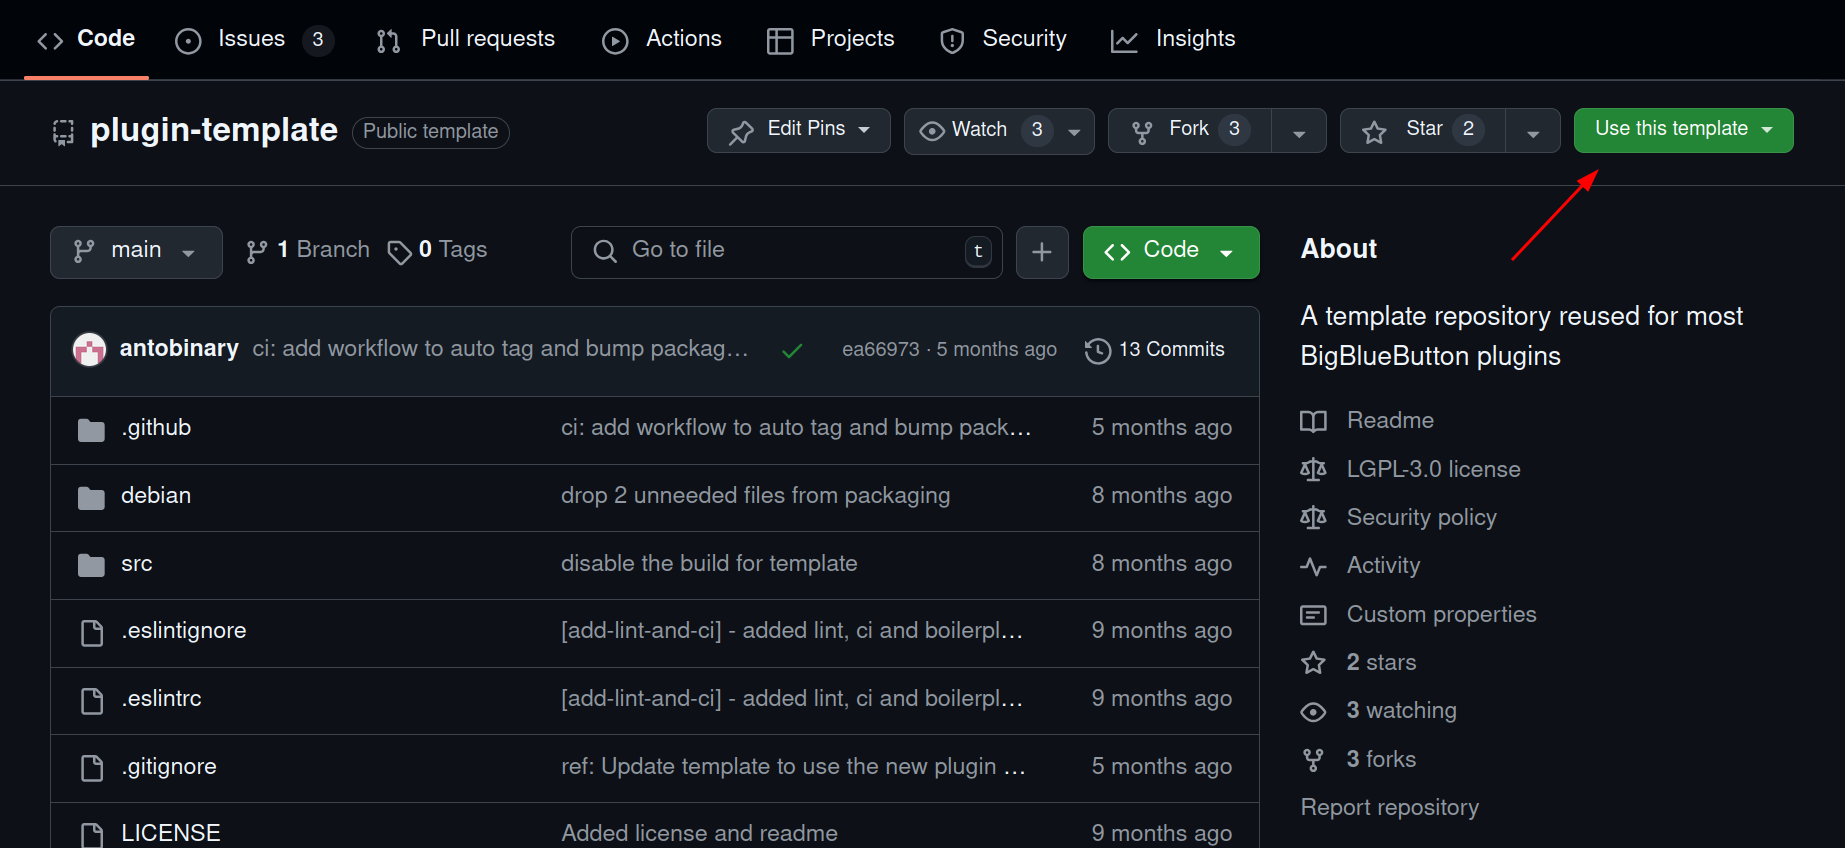 Code Issues 3 Pull requests Actions Projects Security Insights
plugin-template Public template Edit Pins Watch 3 Fork 3 Star 2 Use this template
main 1 Branch 0 Tags Go to file t + Code
About
A template repository reused for most
BigBlueButton plugins
antobinary ci: add workflow to auto tag and bump packag… ea66973 · 5 months ago 13 Commits
.github ci: add workflow to auto tag and bump pack… 5 months ago
debian drop 2 unneeded files from packaging 8 months ago
src disable the build for template 8 months ago
.eslintignore [add-lint-and-ci] - added lint, ci and boilerpl… 9 months ago
.eslintrc [add-lint-and-ci] - added lint, ci and boilerpl… 9 months ago
.gitignore ref: Update template to use the new plugin … 5 months ago
LICENSE Added license and readme 9 months ago
Readme
LGPL-3.0 license
Security policy
Activity
Custom properties
2 stars
3 watching
3 forks
Report repository